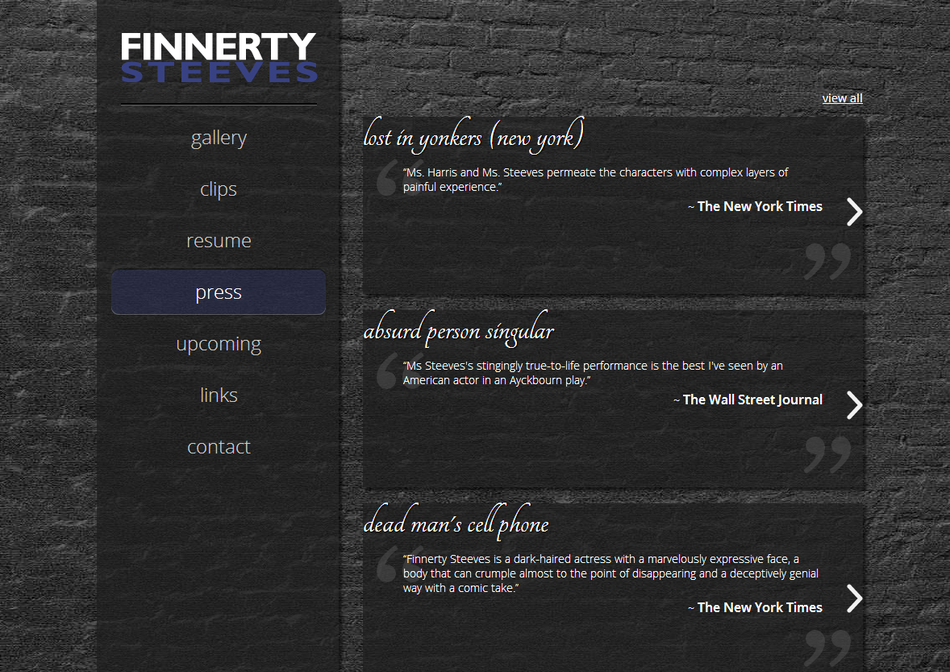 FINNERTY
STEEVES
gallery
clips
resume
press
upcoming
links
contact
view all
lost in yonkers (new york)
“Ms. Harris and Ms. Steeves permeate the characters with complex layers of
painful experience.”
~ The New York Times
absurd person singular
“Ms Steeves's stingingly true-to-life performance is the best I've seen by an
American actor in an Ayckbourn play.”
~ The Wall Street Journal
dead man's cell phone
“Finnerty Steeves is a dark-haired actress with a marvelously expressive face, a
body that can crumple almost to the point of disappearing and a deceptively genial
way with a comic take.”
~ The New York Times